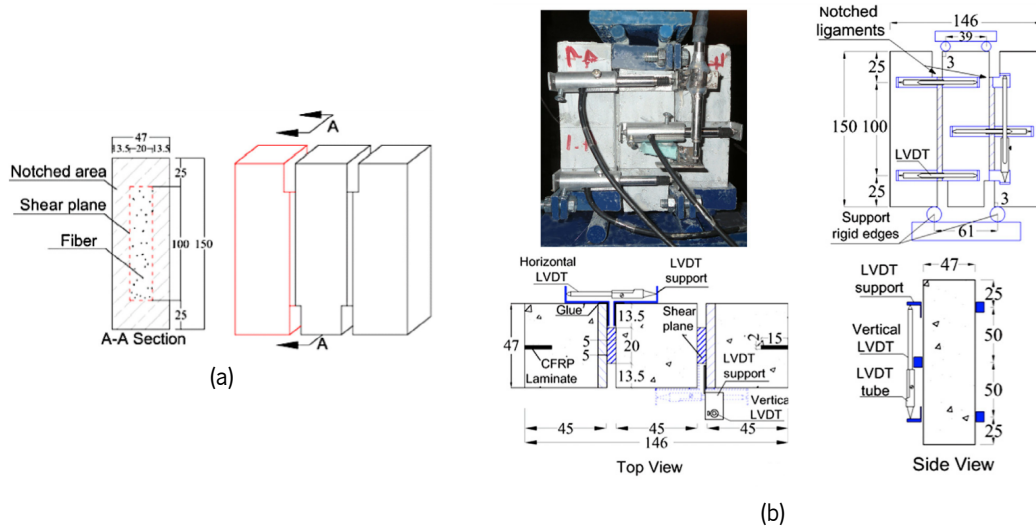 47
13.5 20 13.5
Notched area
Shear plane
Fiber
25
100
150
25
A-A Section
A
A
(a)
Notched
ligaments
146
39
3
25
150
100
LVDT
25
3
Support
rigid edges
61
Horizontal
LVDT
LVDT
support
Glue
13.5
Shear
plane
47
5
5
20
2
15
CFRP
Laminate
13.5
LVDT
support
Vertical
LVDT
45
45
45
146
Top View
47
LVDT
support
25
Vertical
LVDT
50
LVDT
tube
50
25
Side View
(b)